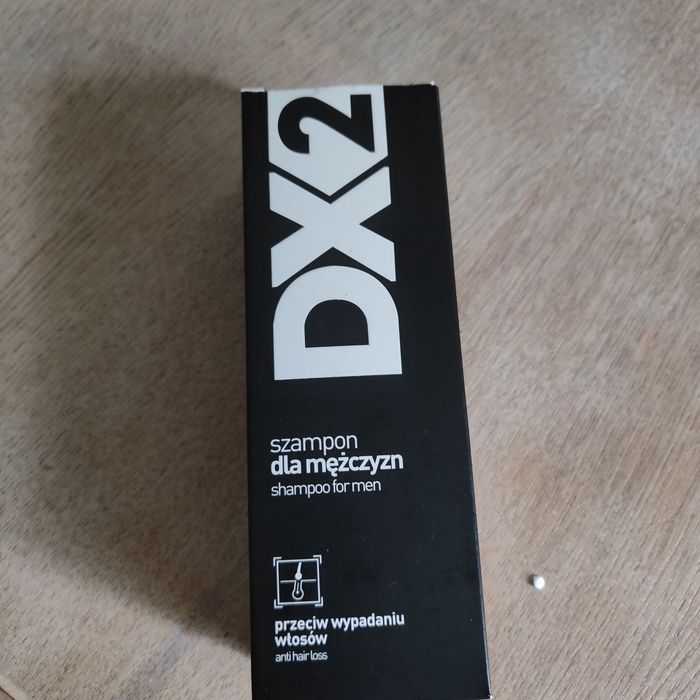 DX2
szampon
dla mężczyzn
shampoo for men
przeciw wypadaniu
włosów
anti hair loss